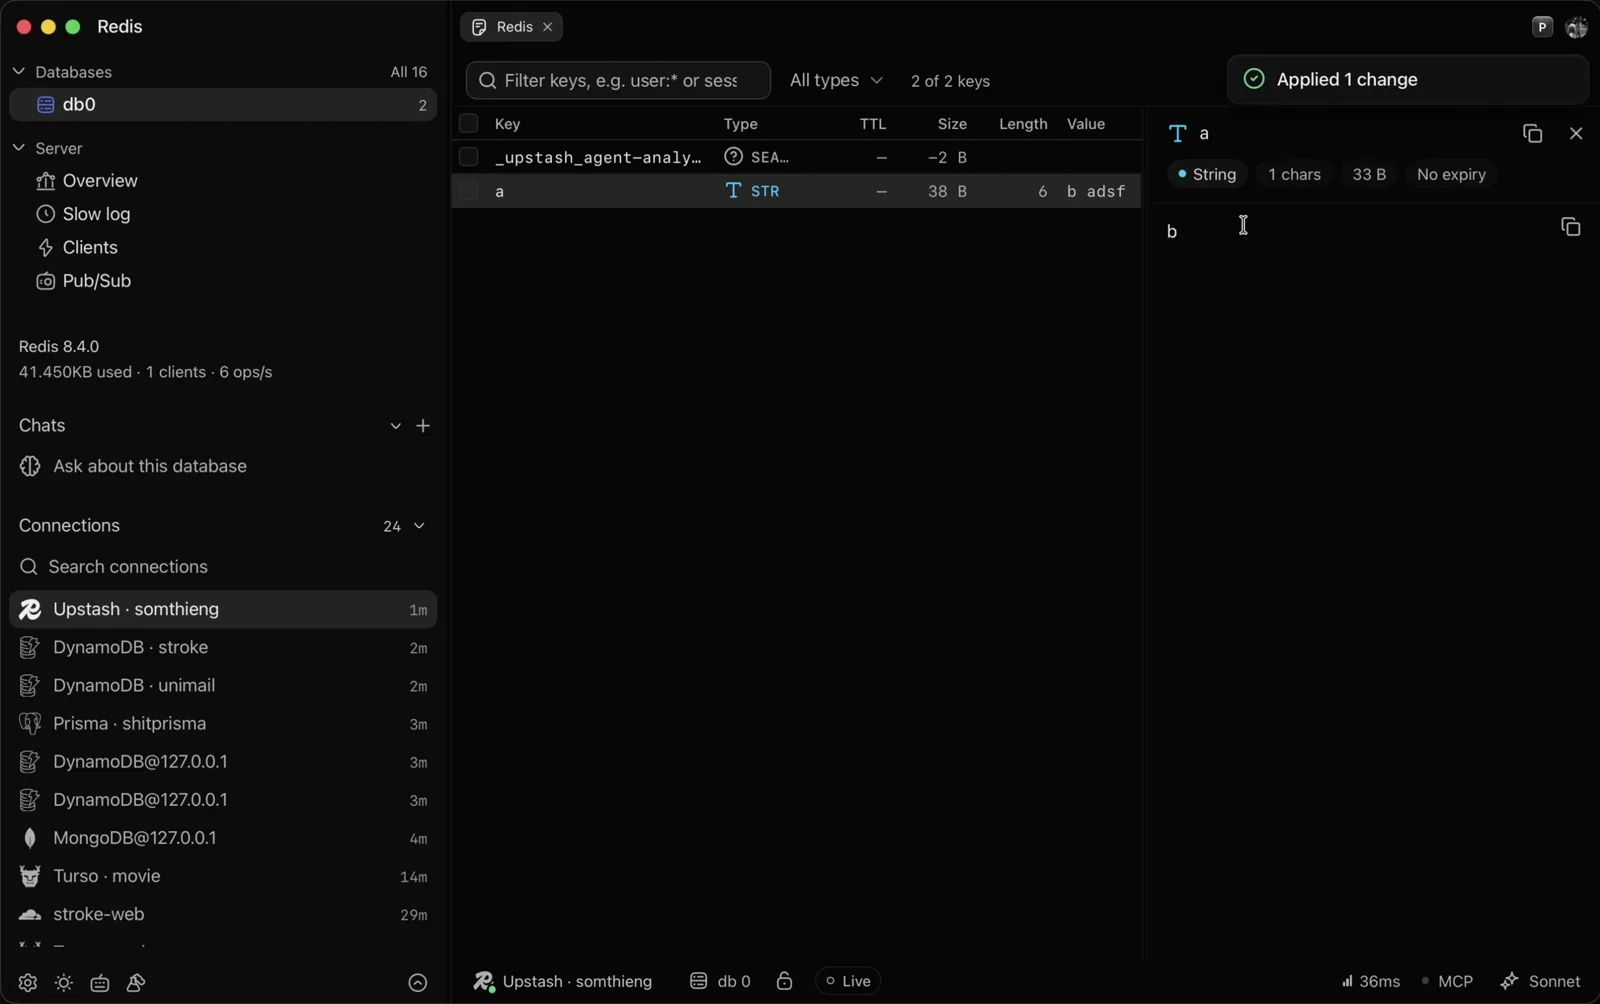 Redis
Databases
All 16
db0
2
Server
Overview
Slow log
Clients
Pub/Sub
Redis 8.4.0
41.450KB used · 1 clients · 6 ops/s
Chats
Ask about this database
Connections
24
Search connections
Upstash · somthieng
1m
DynamoDB · stroke
2m
DynamoDB · unimail
2m
Prisma · shitprisma
3m
DynamoDB@127.0.0.1
3m
DynamoDB@127.0.0.1
3m
MongoDB@127.0.0.1
4m
Turso · movie
14m
stroke-web
29m
Redis
P
Filter keys, e.g. user:* or sess
All types
2 of 2 keys
Applied 1 change
Key Type TTL Size Length Value
_upstash_agent-analy… SEA… — −2 B
a STR — 38 B 6 b adsf
a
String
1 chars
33 B
No expiry
b
Upstash · somthieng
db 0
Live
36ms
MCP
Sonnet